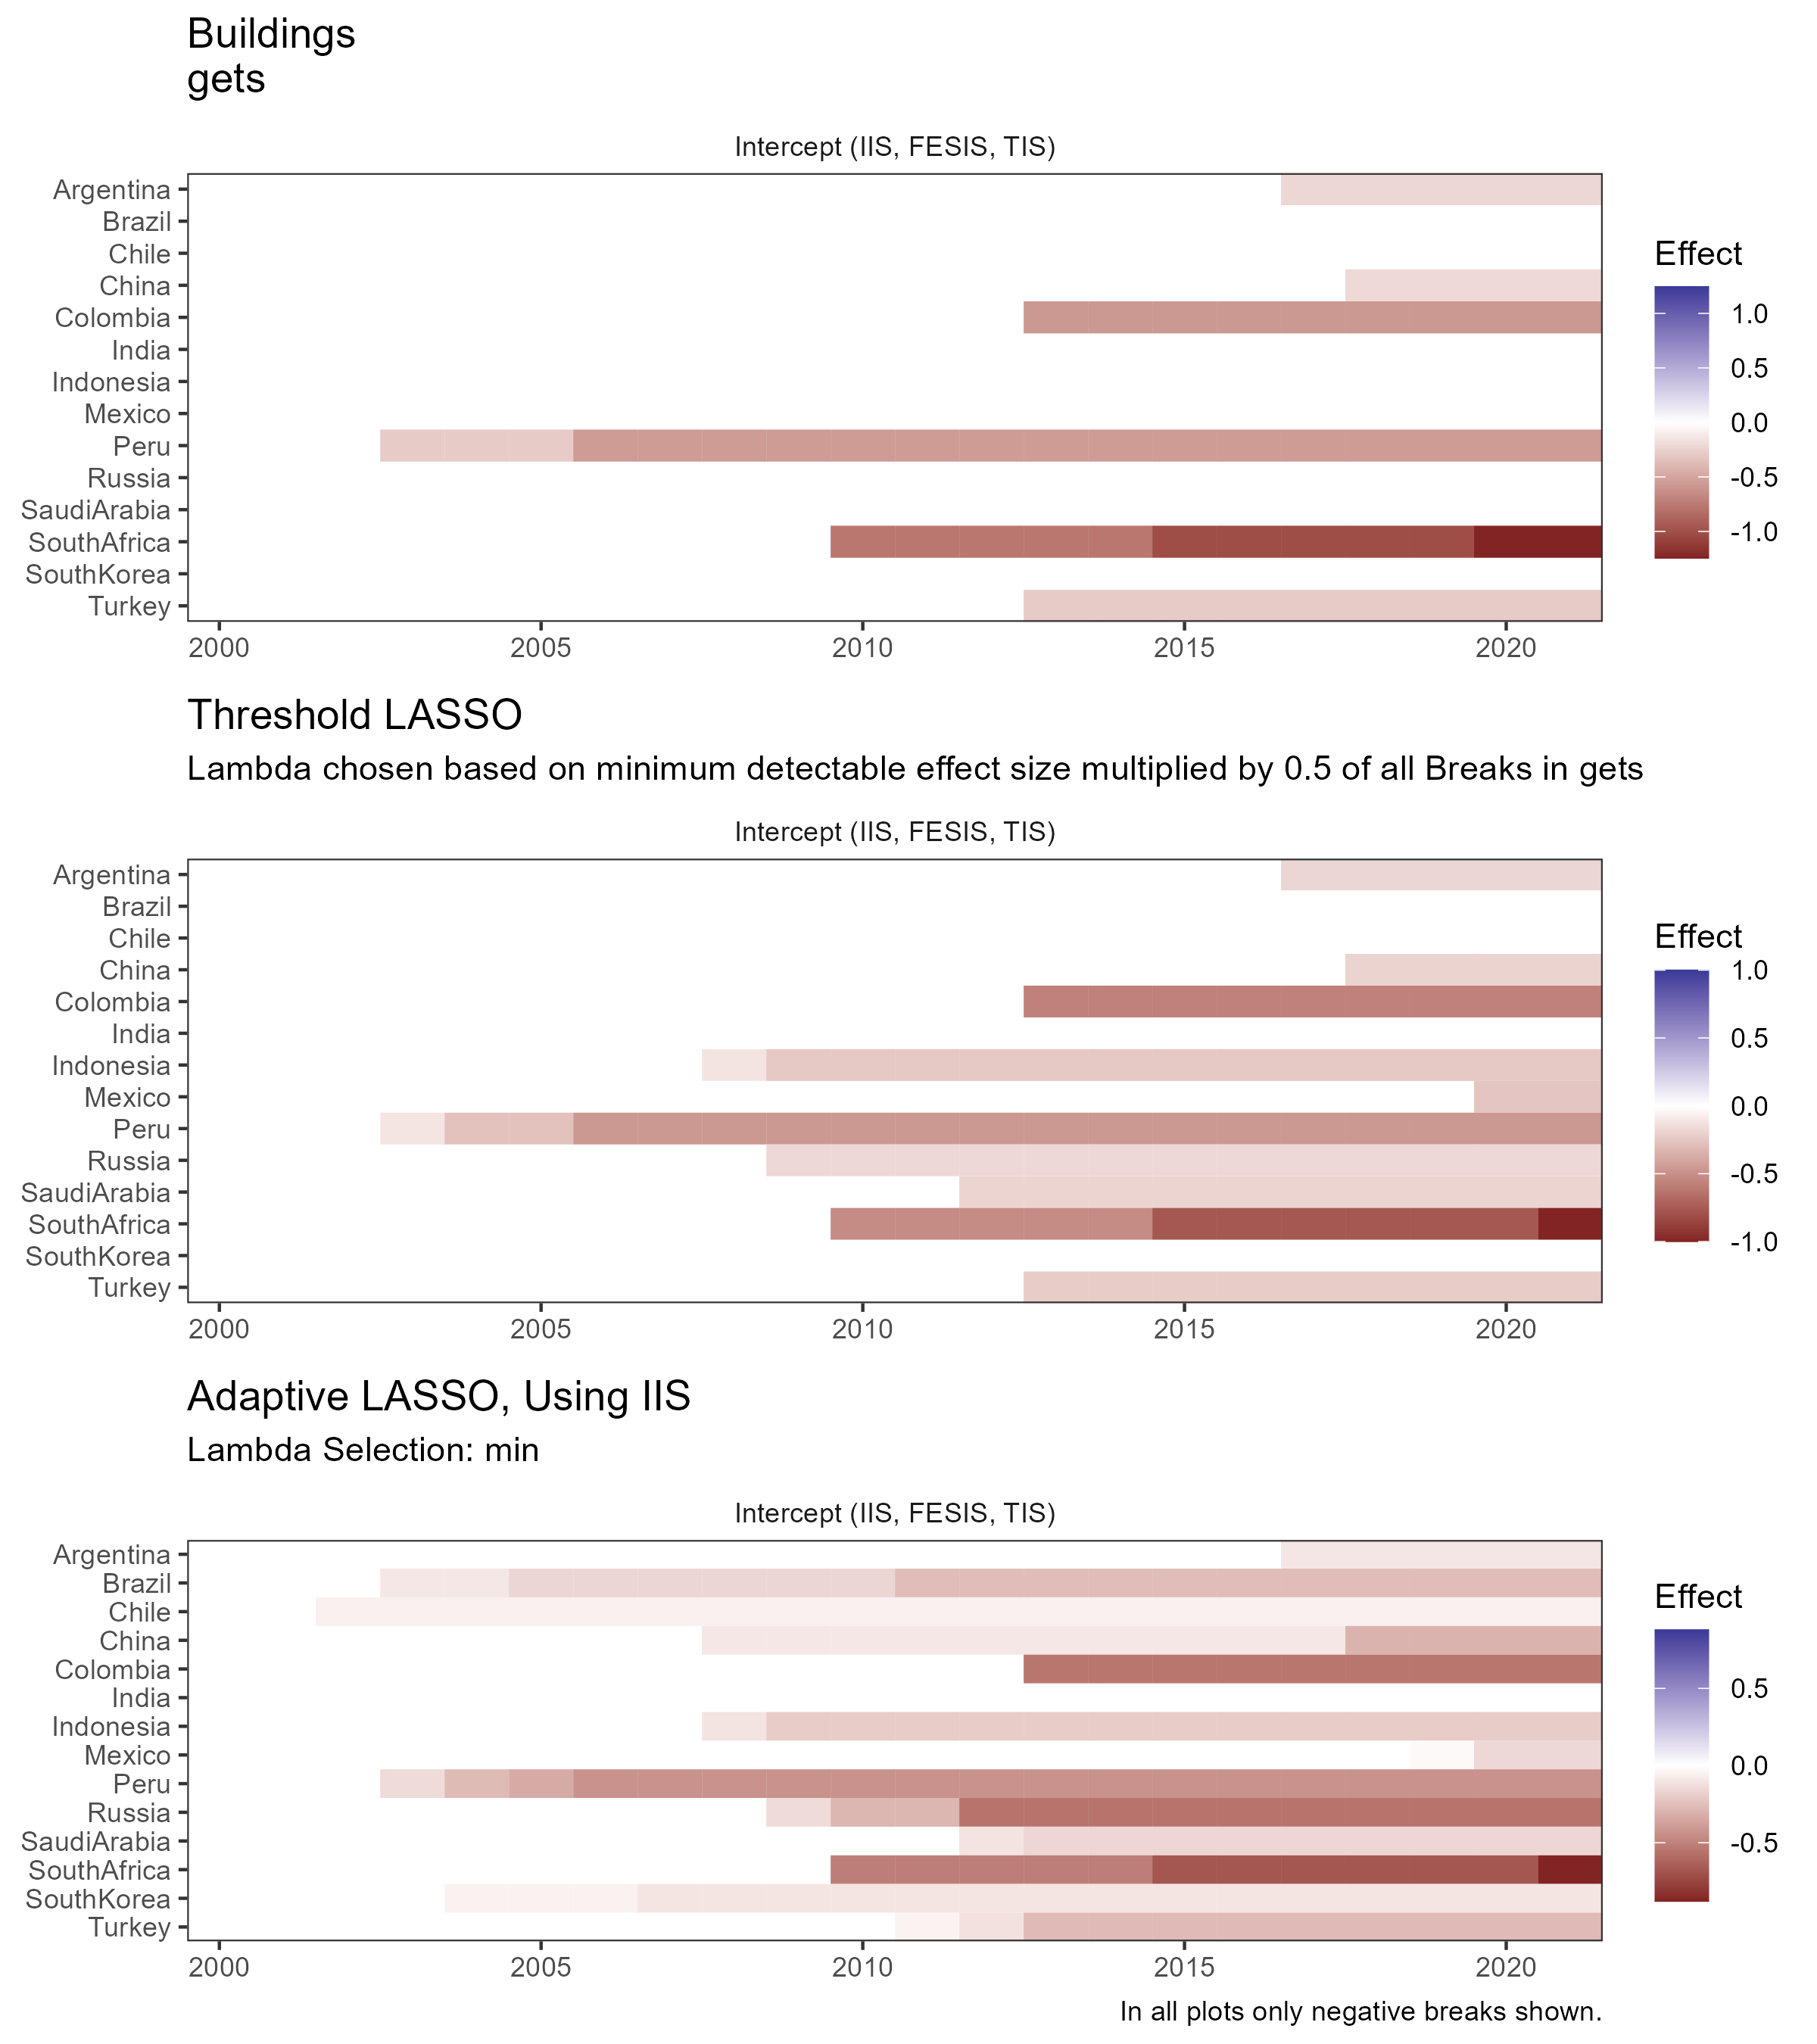 Buildings
gets
Intercept (IIS, FESIS, TIS)
Argentina
Brazil
Chile
China
Colombia
India
Indonesia
Mexico
Peru
Russia
SaudiArabia
SouthAfrica
SouthKorea
Turkey
2000 2005 2010 2015 2020
Effect
1.0
0.5
0.0
-0.5
-1.0
Threshold LASSO
Lambda chosen based on minimum detectable effect size multiplied by 0.5 of all Breaks in gets
Intercept (IIS, FESIS, TIS)
Argentina
Brazil
Chile
China
Colombia
India
Indonesia
Mexico
Peru
Russia
SaudiArabia
SouthAfrica
SouthKorea
Turkey
2000 2005 2010 2015 2020
Effect
1.0
0.5
0.0
-0.5
-1.0
Adaptive LASSO, Using IIS
Lambda Selection: min
Intercept (IIS, FESIS, TIS)
Argentina
Brazil
Chile
China
Colombia
India
Indonesia
Mexico
Peru
Russia
SaudiArabia
SouthAfrica
SouthKorea
Turkey
2000 2005 2010 2015 2020
Effect
0.5
0.0
-0.5
In all plots only negative breaks shown.